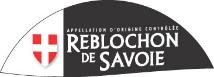 APPELLATION D'ORIGINE CONTRÔLÉE
REBLOCHON
DE SAVOIE